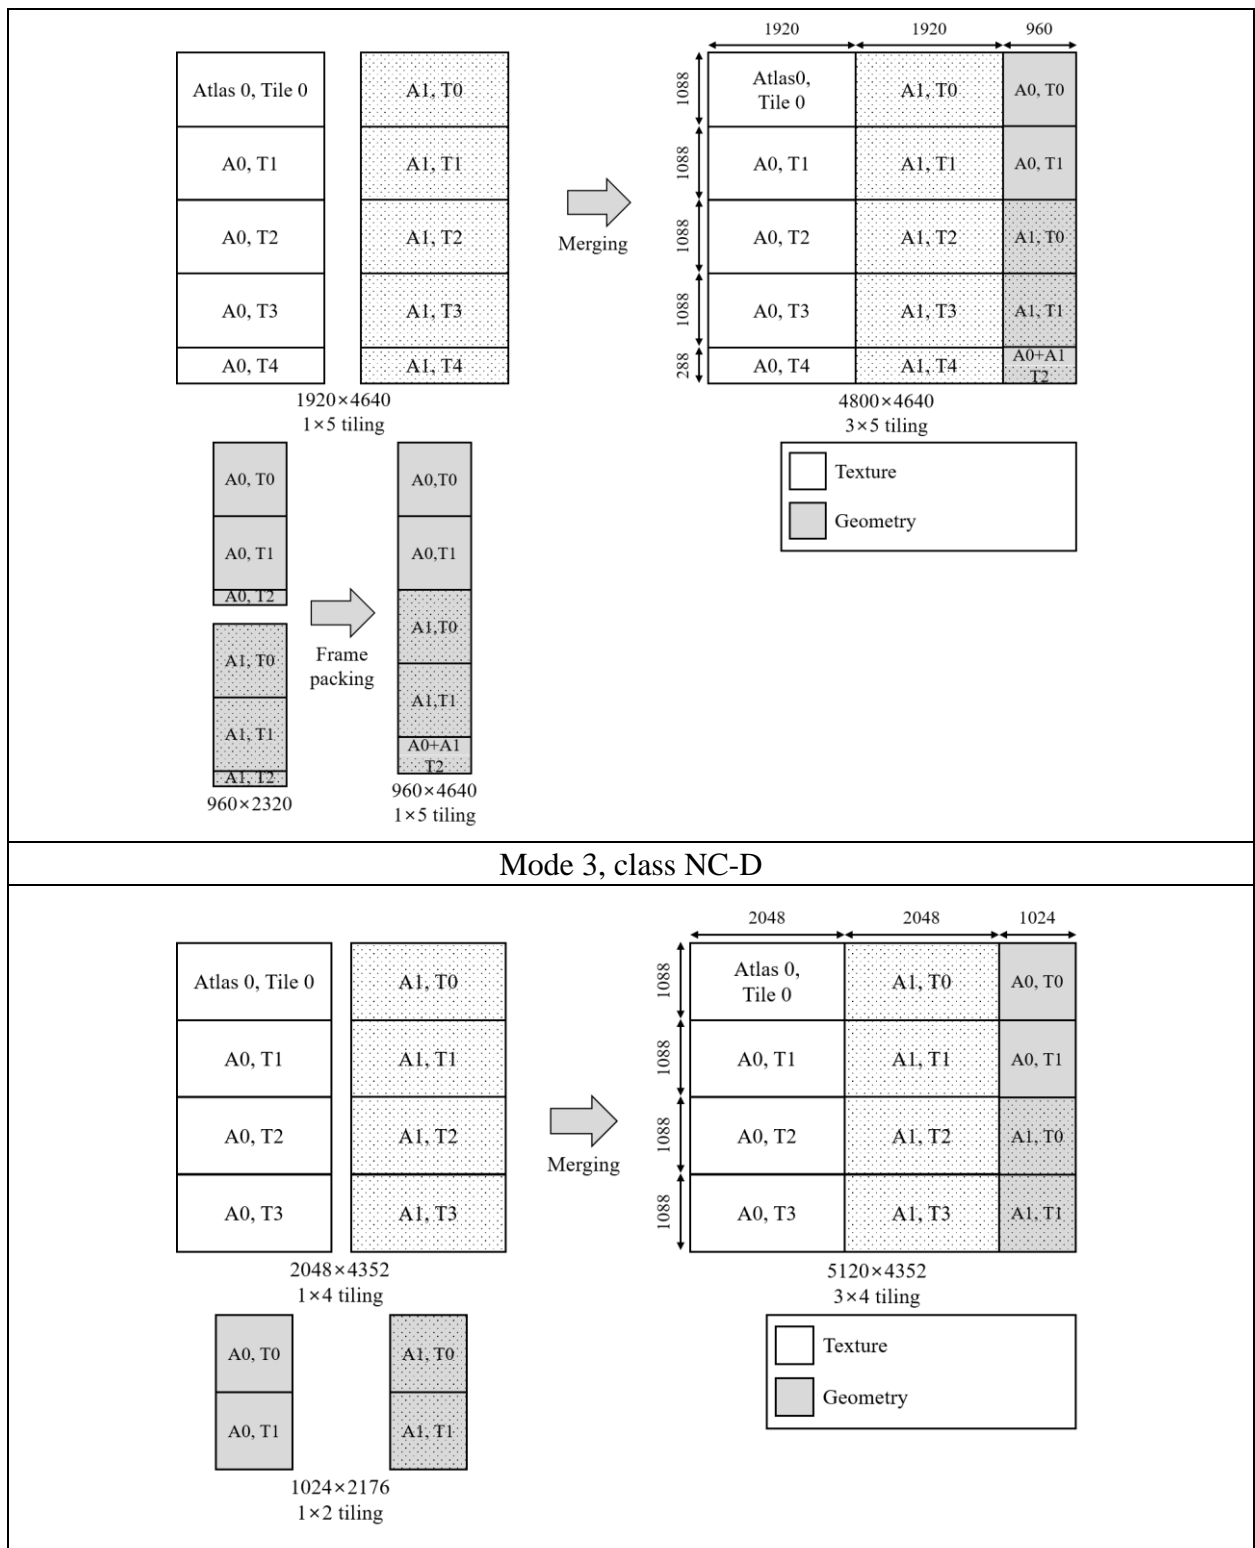 1920
1920
960
1088
1088
1088
1088
288
Atlas 0, Tile 0
A0, T1
A0, T2
A0, T3
A0, T4
A1, T0
A1, T1
A1, T2
A1, T3
A1, T4
1920×4640
1×5 tiling
Merging
Atlas0,
Tile 0
A0, T1
A0, T2
A0, T3
A0, T4
A1, T0
A1, T1
A1, T2
A1, T3
A1, T4
A0, T0
A0, T1
A1, T0
A1, T1
A0+A1
T2
4800×4640
3×5 tiling
A0, T0
A0, T1
A0, T2
A1, T0
A1, T1
A1, T2
960×2320
Frame
packing
A0,T0
A0,T1
A1,T0
A1,T1
A0+A1
T2
960×4640
1×5 tiling
Texture
Geometry
Mode 3, class NC-D
2048
2048
1024
1088
1088
1088
1088
Atlas 0, Tile 0
A0, T1
A0, T2
A0, T3
A1, T0
A1, T1
A1, T2
A1, T3
2048×4352
1×4 tiling
Merging
Atlas 0,
Tile 0
A0, T1
A0, T2
A0, T3
A1, T0
A1, T1
A1, T2
A1, T3
A0, T0
A0, T1
A1, T0
A1, T1
5120×4352
3×4 tiling
A0, T0
A0, T1
A1, T0
A1, T1
1024×2176
1×2 tiling
Texture
Geometry